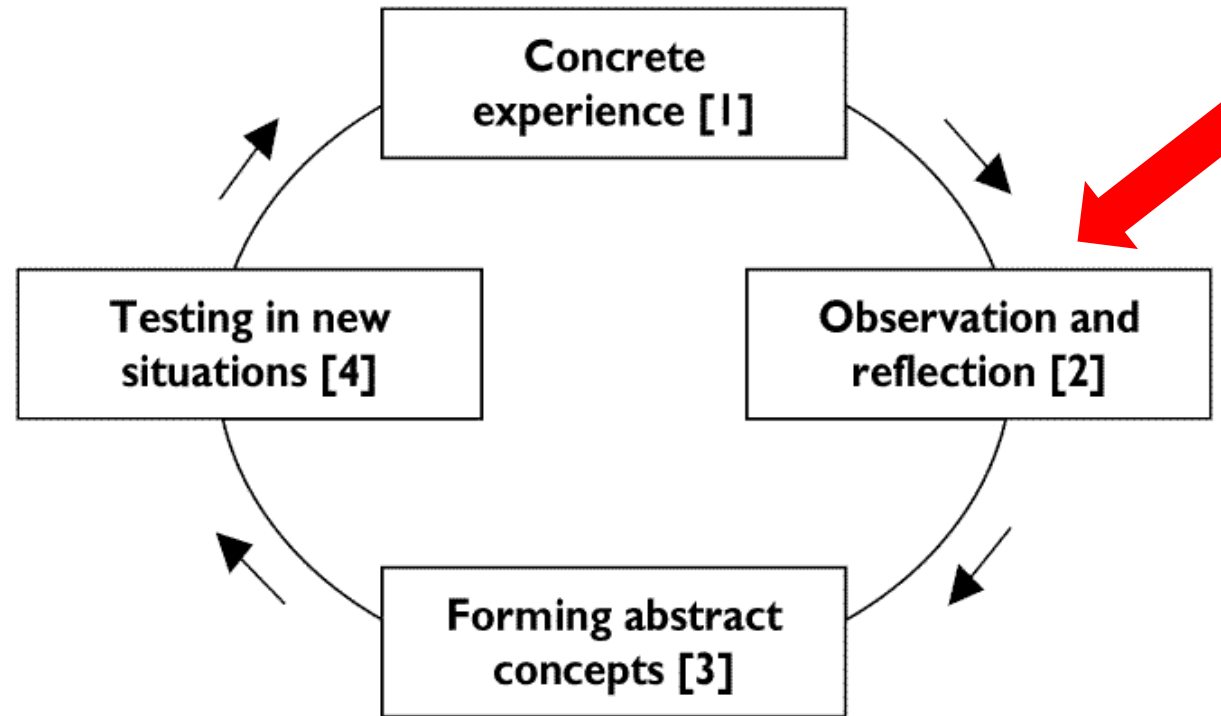 Concrete
experience [1]
Observation and
reflection [2]
Forming abstract
concepts [3]
Testing in new
situations [4]